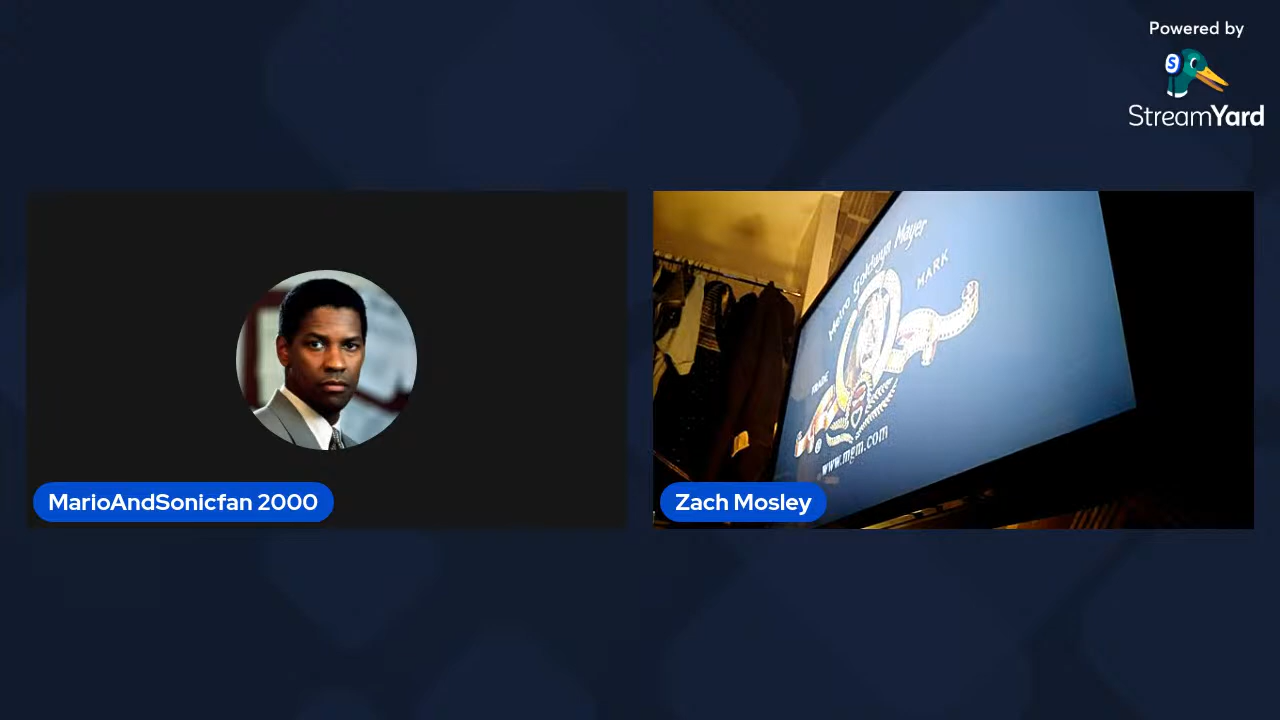 Powered by
S
StreamYard
Metro Goldwyn Mayer
TRADE
MARK
www.mgm.com
MarioAndSonicfan 2000
Zach Mosley